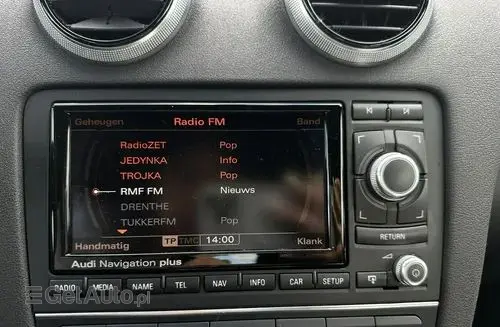 Geheugen Radio FM Band
RadioZET Pop
JEDYNKA Info
TROJKA Pop
RMF FM Nieuws
DRENTHE
TUKKERFM Pop
Handmatig TP TMC 14:00 Klank
Audi Navigation plus
RADIO MEDIA NAME TEL NAV INFO CAR SETUP
RETURN
GetAuto.pl